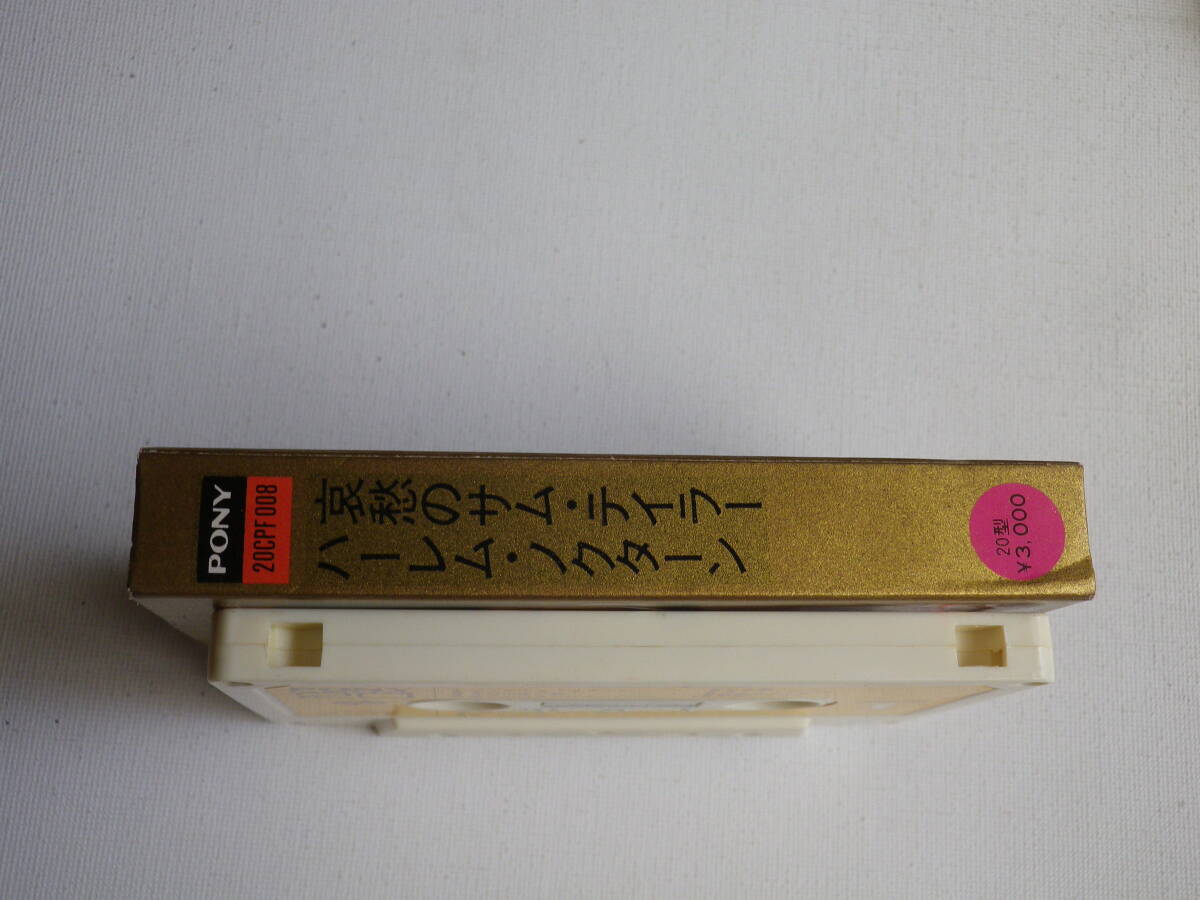 PONY
20CPF008
哀愁のサム・テイラー
ハーレム・ノクターン
20型
¥3,000